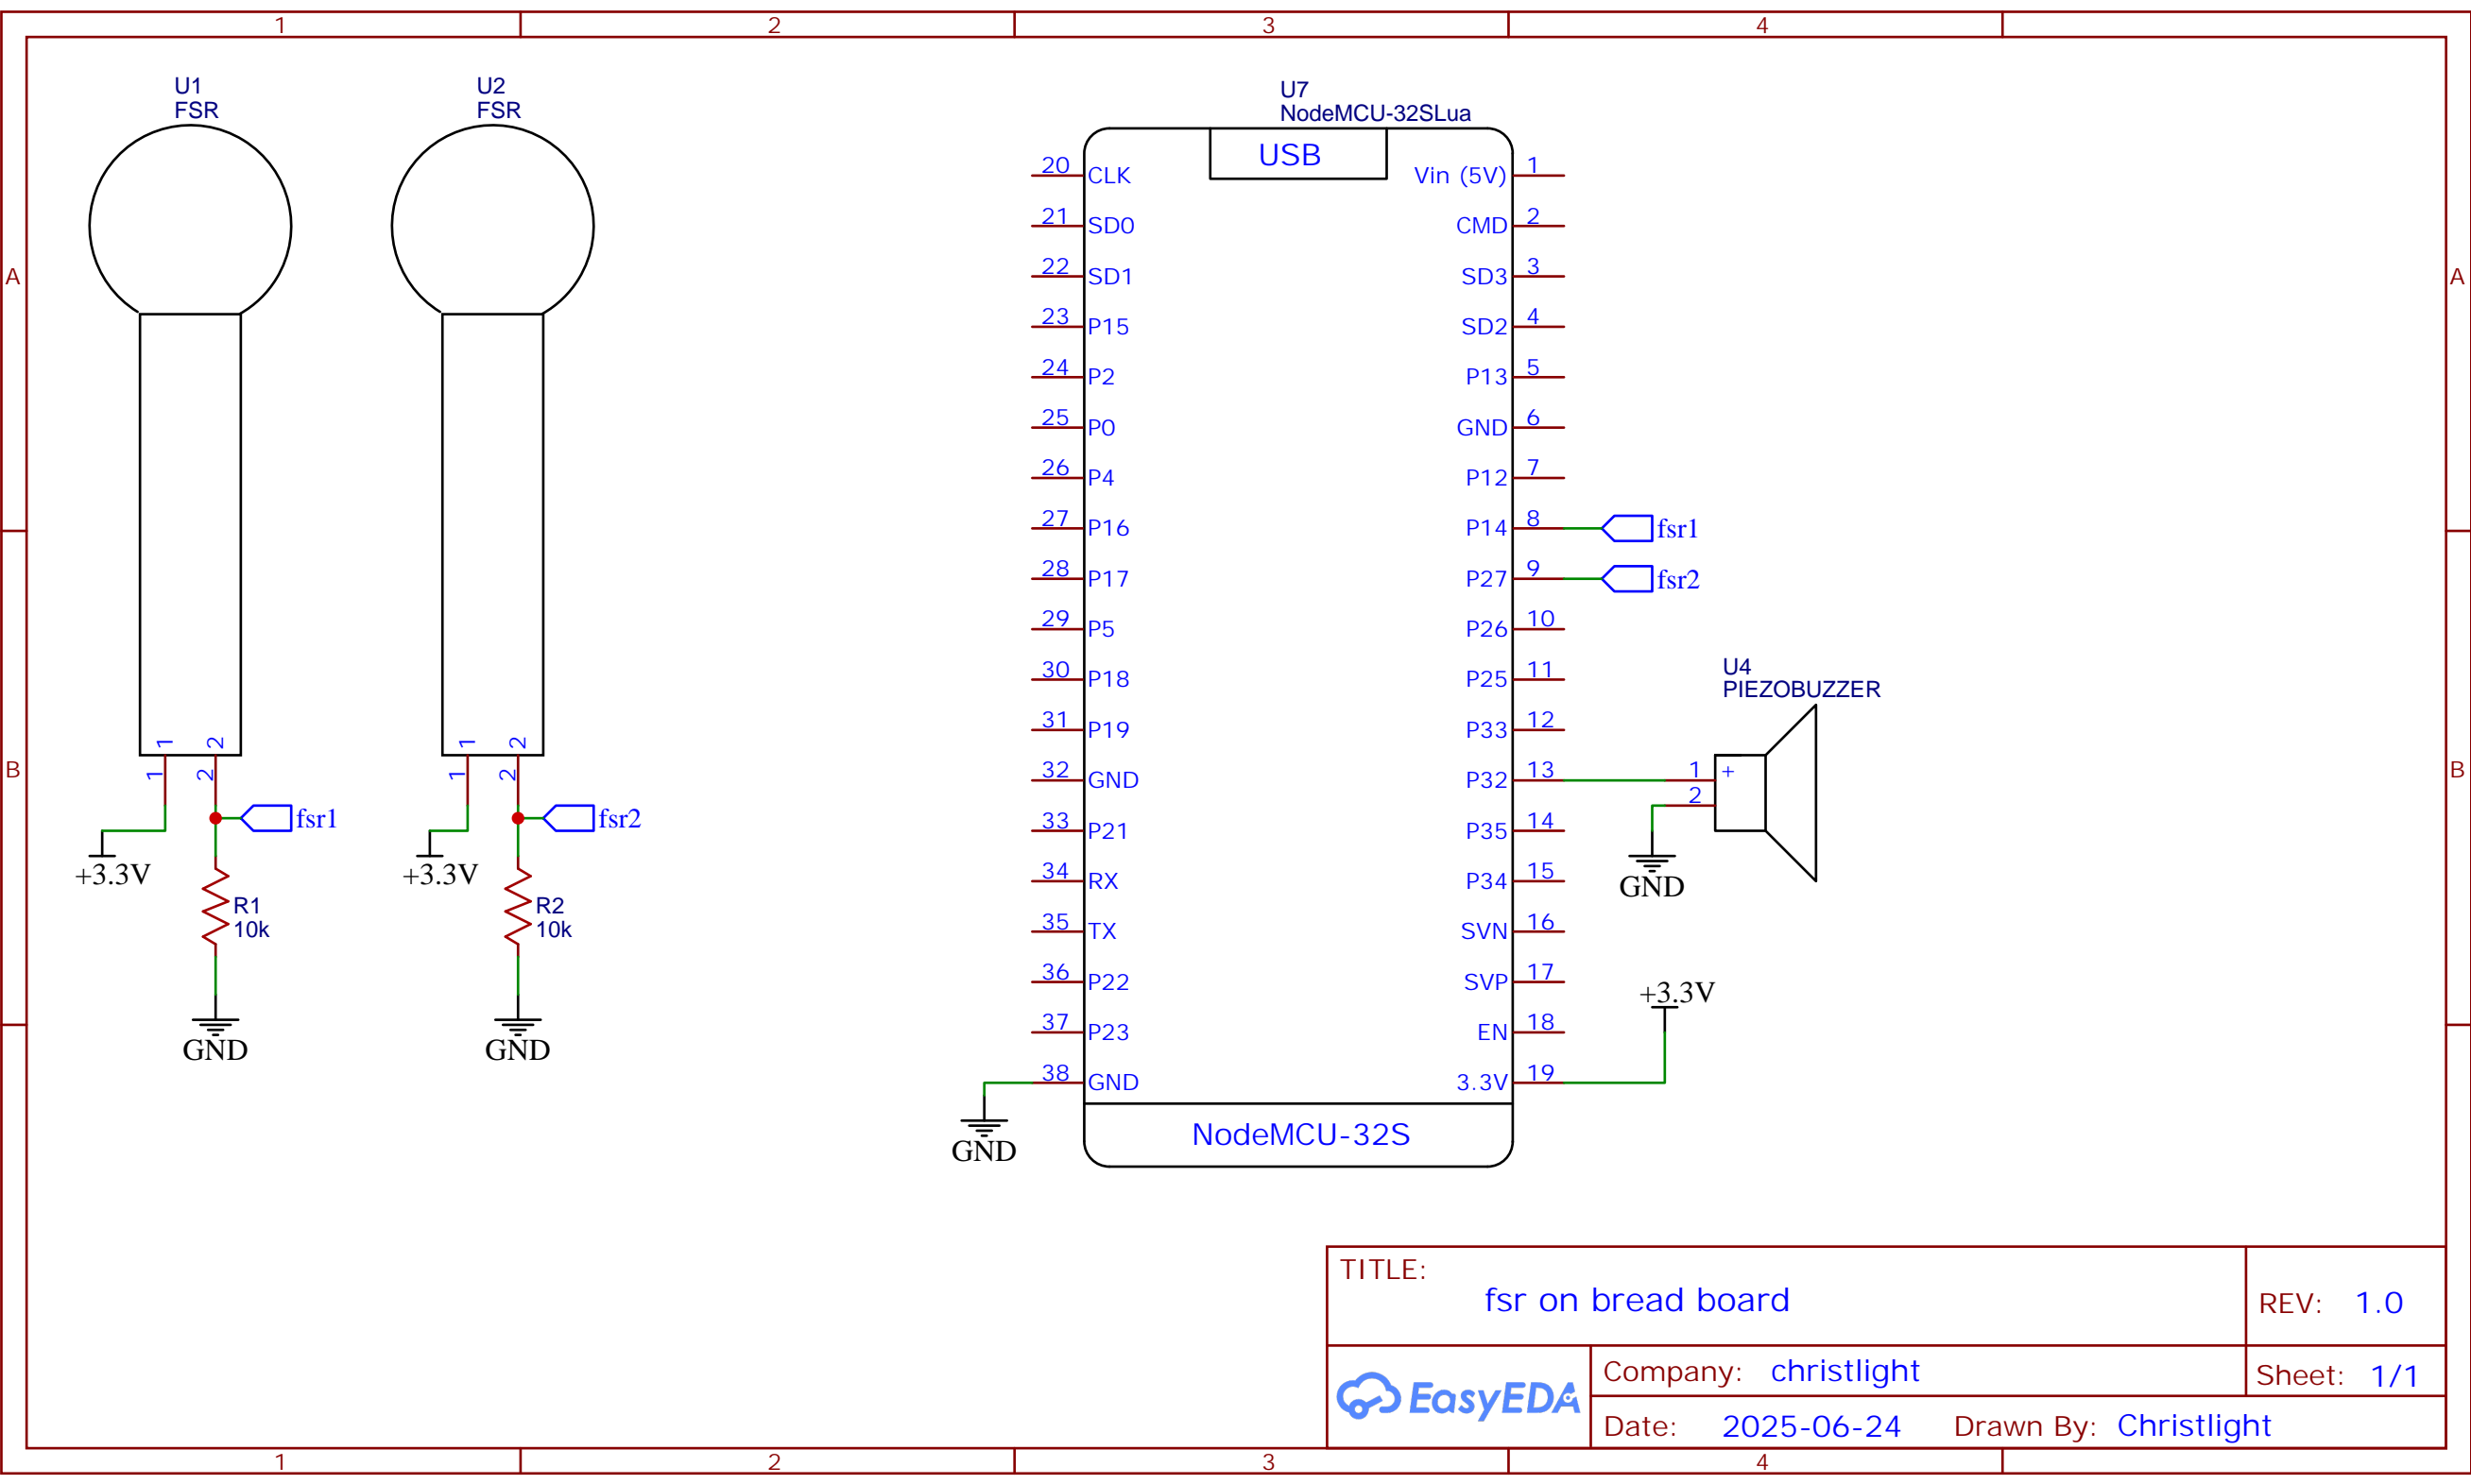 1 2 3 4
A A
B B
U1
FSR
1 2
1 2
fsr1
+3.3V
R1
10k
GND
U2
FSR
1 2
1 2
fsr2
+3.3V
R2
10k
GND
U7
NodeMCU-32SLua
USB
20 CLK Vin (5V) 1
21 SD0 CMD 2
22 SD1 SD3 3
23 P15 SD2 4
24 P2 P13 5
25 P0 GND 6
26 P4 P12 7
27 P16 P14 8 fsr1
28 P17 P27 9 fsr2
29 P5 P26 10
30 P18 P25 11
31 P19 P33 12
32 GND P32 13
33 P21 P35 14
34 RX P34 15
35 TX SVN 16
36 P22 SVP 17
37 P23 EN 18
38 GND 3.3V 19
NodeMCU-32S
GND
U4
PIEZOBUZZER
1 +
2
GND
+3.3V
TITLE:
fsr on bread board
REV: 1.0
EasyEDA
Company: christlight
Sheet: 1/1
Date: 2025-06-24 Drawn By: Christlight
1 2 3 4